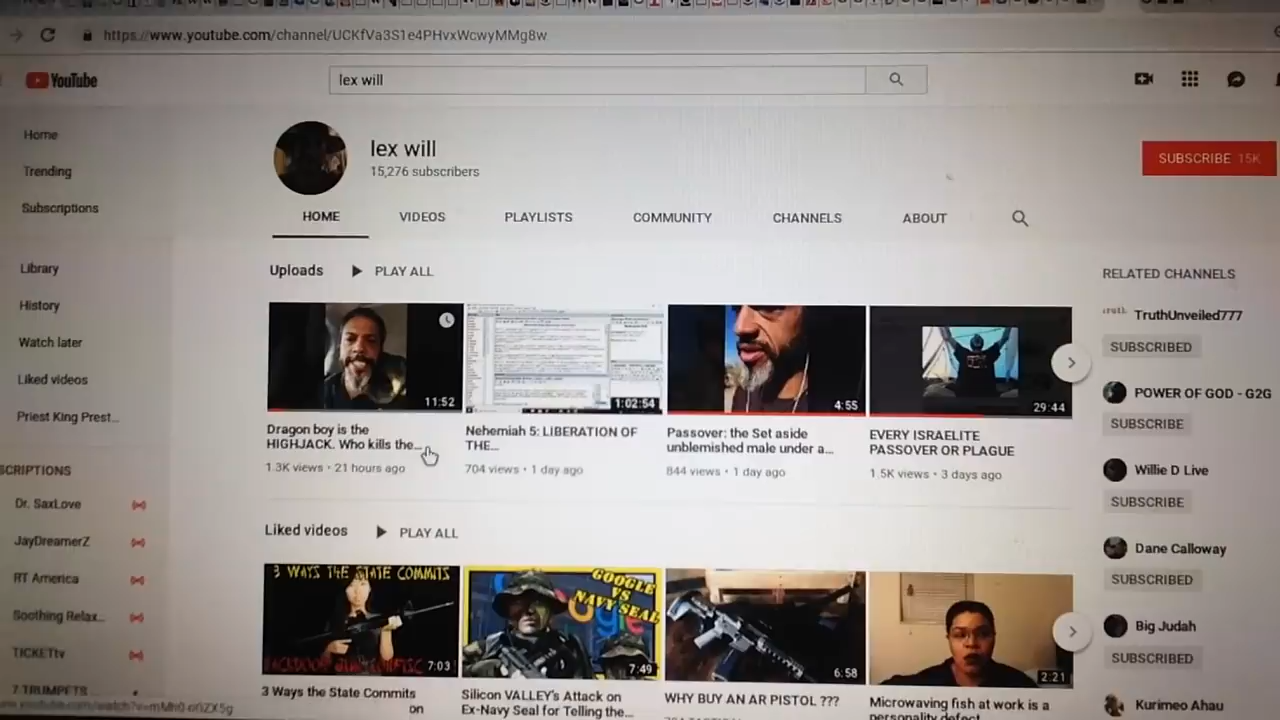 https://www.youtube.com/channel/UCKfVa3S1e4PHvxWcwyMMg8w
YouTube
lex will
Home
Trending
Subscriptions
Library
History
Watch later
Liked videos
Priest King Prest...
SCRIPTIONS
Dr. SaxLove
JayDreamerZ
RT America
Soothing Relax...
TICKETtv
7 TRUMPETS
lex will
15,276 subscribers
SUBSCRIBE 15K
HOME
VIDEOS
PLAYLISTS
COMMUNITY
CHANNELS
ABOUT
Uploads
PLAY ALL
11:52
Dragon boy is the
HIGHJACK. Who kills the...
1.3K views • 21 hours ago
1:02:54
Nehemiah 5: LIBERATION OF
THE...
704 views • 1 day ago
4:55
Passover: the Set aside
unblemished male under a...
844 views • 1 day ago
29:44
EVERY ISRAELITE
PASSOVER OR PLAGUE
1.5K views • 3 days ago
Liked videos
PLAY ALL
3 WAYS THE STATE COMMITS
7:03
3 Ways the State Commits
on
GOOGLE
VS
NAVY SEAL
7:49
Silicon VALLEY's Attack on
Ex-Navy Seal for Telling the...
6:58
WHY BUY AN AR PISTOL ???
2:21
Microwaving fish at work is a
personality defect
RELATED CHANNELS
TruthUnveiled777
SUBSCRIBED
POWER OF GOD - G2G
SUBSCRIBE
Willie D Live
SUBSCRIBE
Dane Calloway
SUBSCRIBED
Big Judah
SUBSCRIBED
Kurimeo Ahau